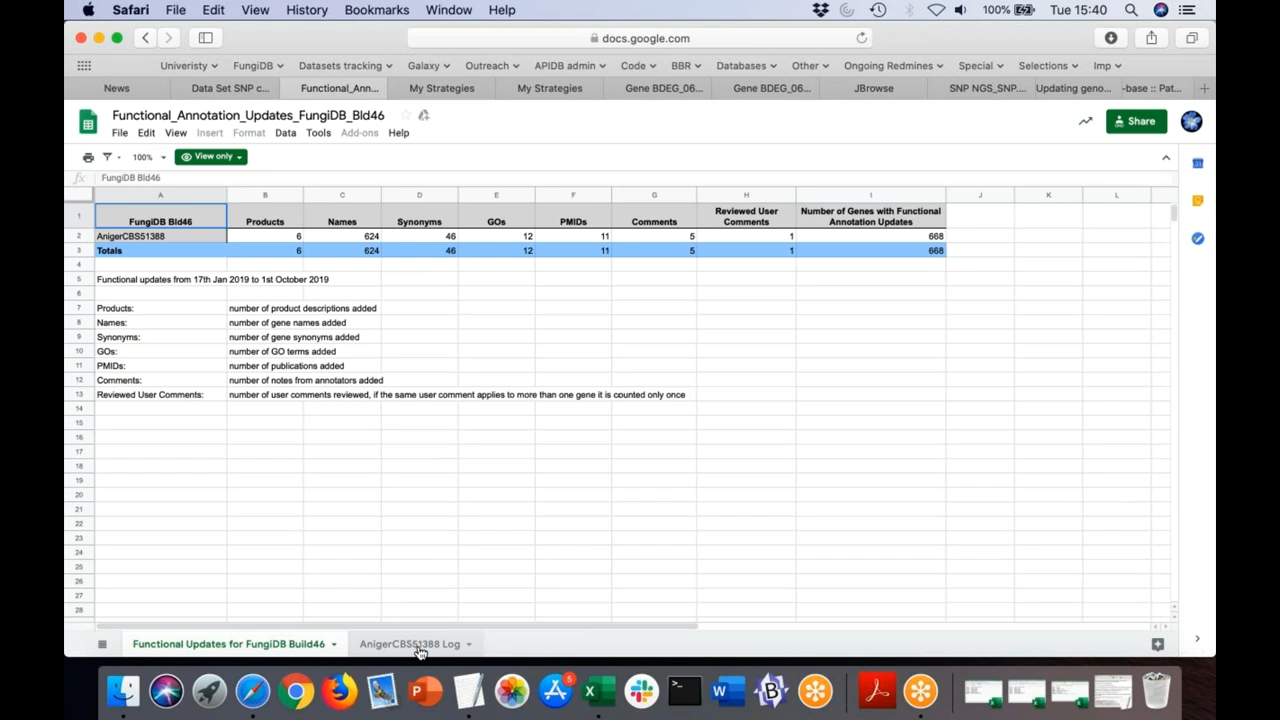 Safari File Edit View History Bookmarks Window Help 100% Tue 15:40
docs.google.com
Univeristy FungiDB Datasets tracking Galaxy Outreach APIDB admin Code BBR Databases Other Ongoing Redmines Special Selections Imp
News Data Set SNP c... Functional_Ann... My Strategies My Strategies Gene BDEG_06... Gene BDEG_06... JBrowse SNP NGS_SNP.... Updating geno... -base :: Pat...
Functional_Annotation_Updates_FungiDB_Bld46
File Edit View Insert Format Data Tools Add-ons Help
Share
100% View only
fx FungiDB Bld46
A B C D E F G H I J K L
1 FungiDB Bld46 Products Names Synonyms GOs PMIDs Comments Reviewed User Comments Number of Genes with Functional Annotation Updates
2 AnigerCBS51388 6 624 46 12 11 5 1 668
3 Totals 6 624 46 12 11 5 1 668
4
5 Functional updates from 17th Jan 2019 to 1st October 2019
6
7 Products: number of product descriptions added
8 Names: number of gene names added
9 Synonyms: number of gene synonyms added
10 GOs: number of GO terms added
11 PMIDs: number of publications added
12 Comments: number of notes from annotators added
13 Reviewed User Comments: number of user comments reviewed, if the same user comment applies to more than one gene it is counted only once
14
15
16
17
18
19
20
21
22
23
24
25
26
27
28
Functional Updates for FungiDB Build46 AnigerCBS51388 Log
5